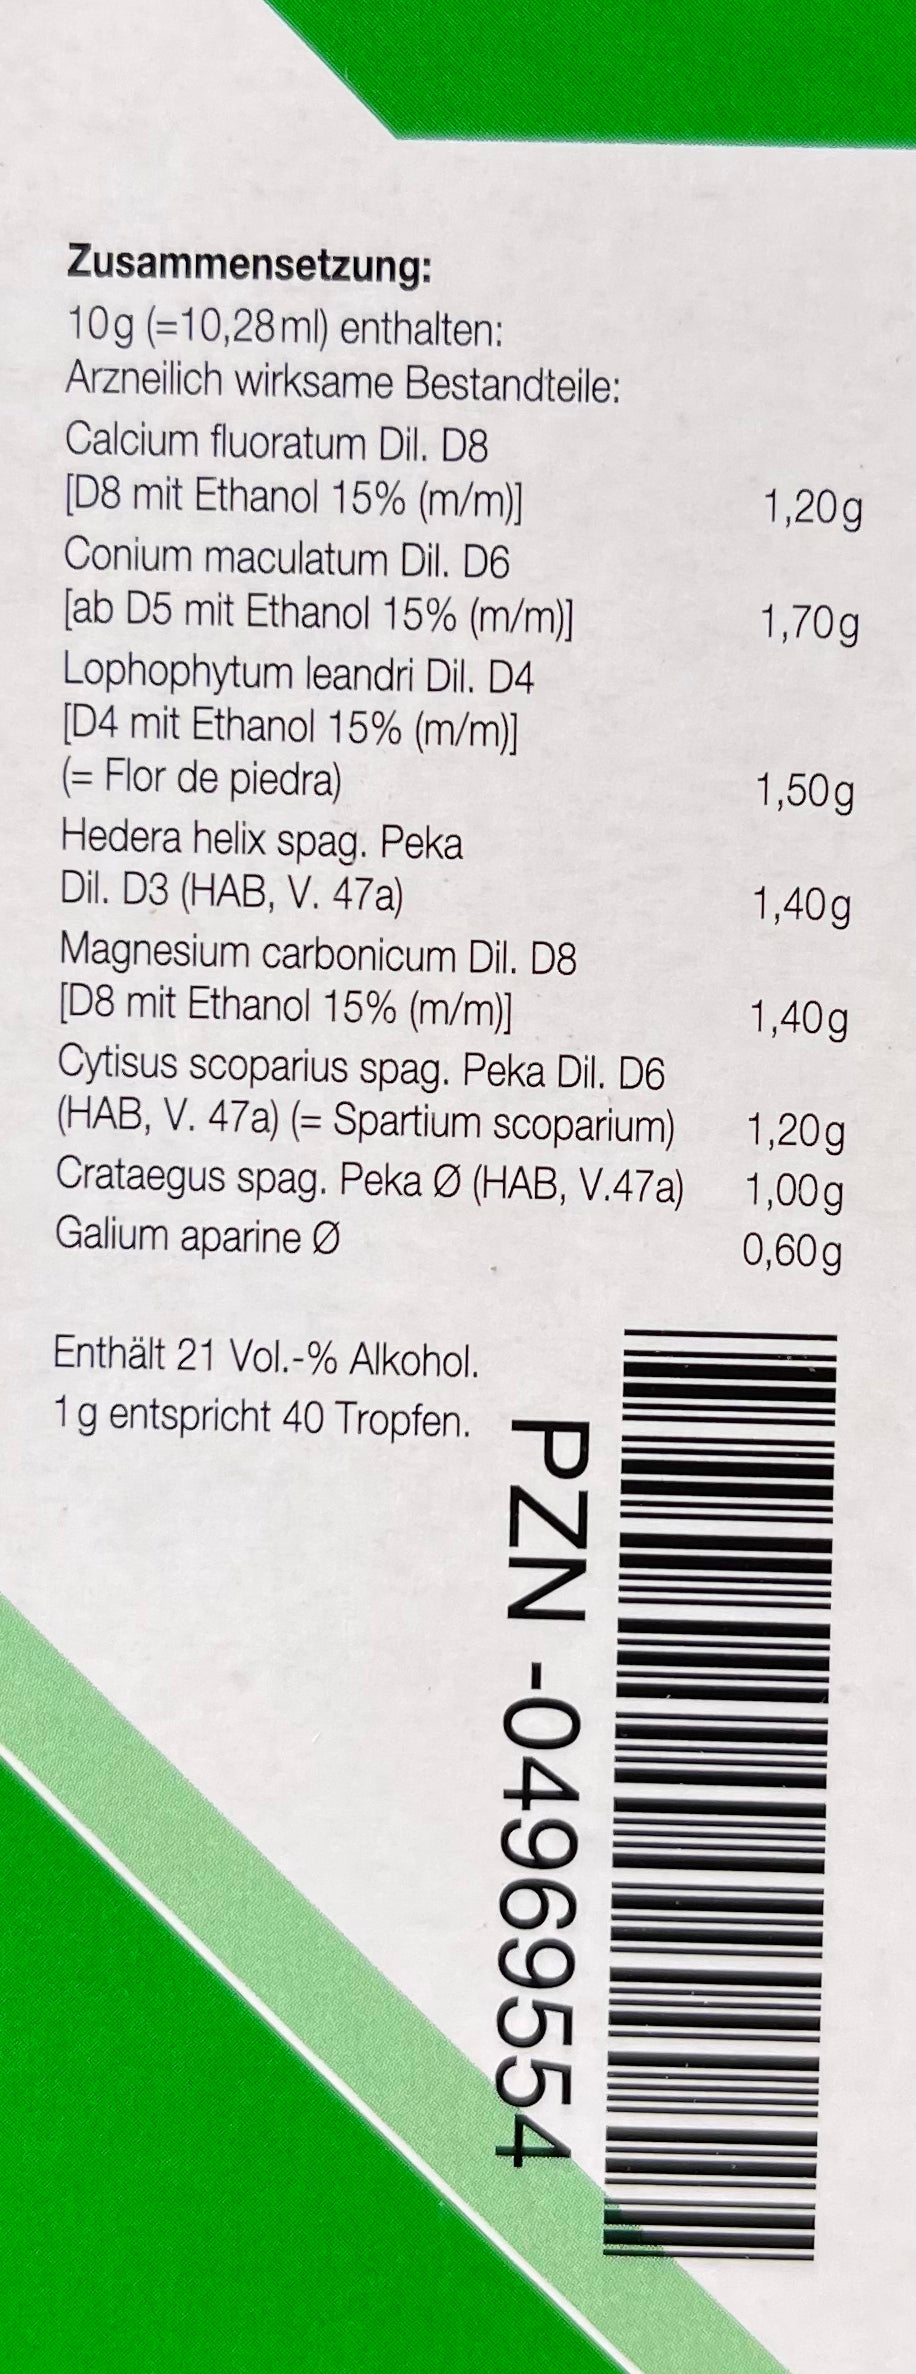 Zusammensetzung:
10g (=10,28ml) enthalten:
Arzneilich wirksame Bestandteile:
Calcium fluoratum Dil. D8
[D8 mit Ethanol 15% (m/m)] 1,20g
Conium maculatum Dil. D6
[ab D5 mit Ethanol 15% (m/m)] 1,70g
Lophophytum leandri Dil. D4
[D4 mit Ethanol 15% (m/m)]
(= Flor de piedra) 1,50g
Hedera helix spag. Peka
Dil. D3 (HAB, V. 47a) 1,40g
Magnesium carbonicum Dil. D8
[D8 mit Ethanol 15% (m/m)] 1,40g
Cytisus scoparius spag. Peka Dil. D6
(HAB, V. 47a) (= Spartium scoparium) 1,20g
Crataegus spag. Peka Ø (HAB, V.47a) 1,00g
Galium aparine Ø 0,60g
Enthält 21 Vol.-% Alkohol.
1g entspricht 40 Tropfen.
PZN -04969554